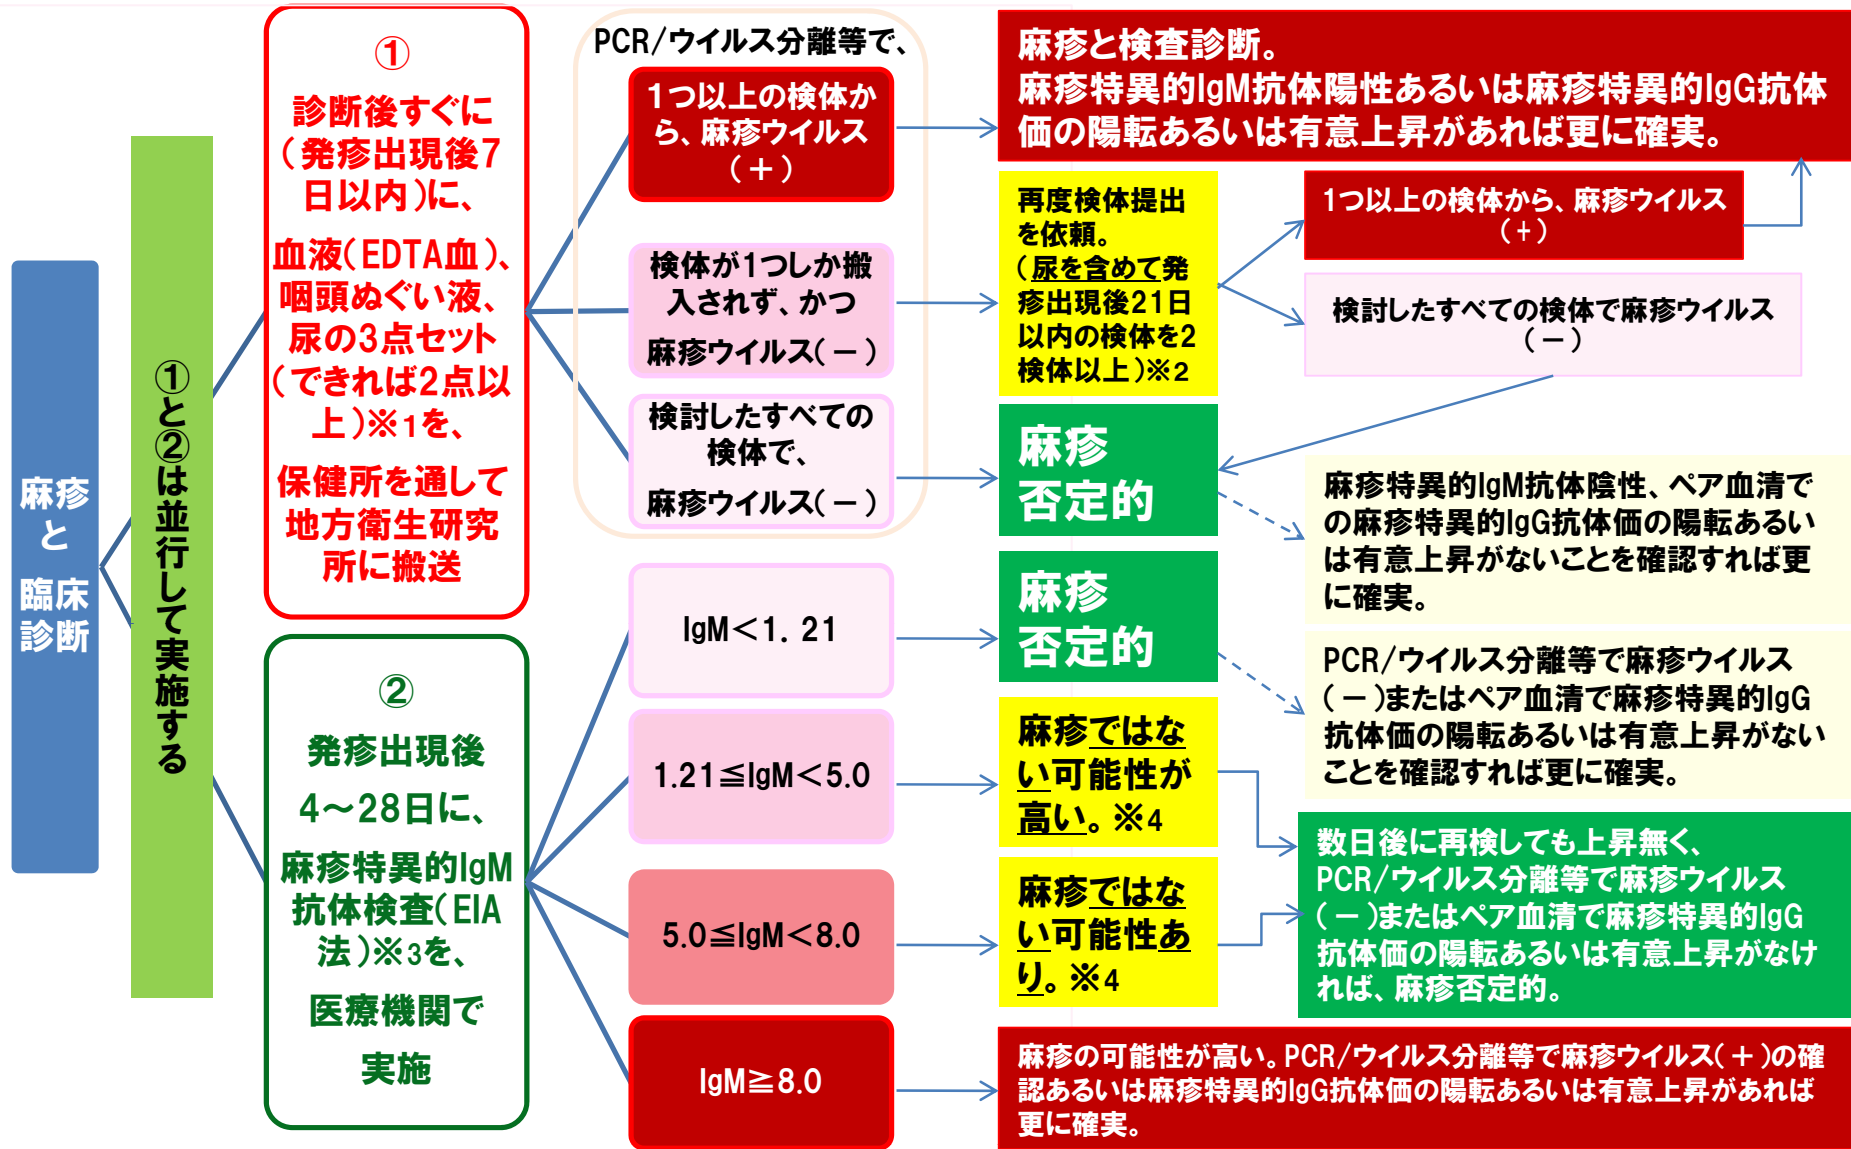 麻疹
と
臨床
診断
①と②は並行して実施する
①
診断後すぐに
（発疹出現後7
日以内）に、
血液（EDTA血）、
咽頭ぬぐい液、
尿の3点セット
（できれば2点以
上）※1を、
保健所を通して
地方衛生研究
所に搬送
②
発疹出現後
4～28日に、
麻疹特異的IgM
抗体検査（EIA
法）※3を、
医療機関で
実施
PCR/ウイルス分離等で、
1つ以上の検体か
ら、麻疹ウイルス
（＋）
検体が1つしか搬
入されず、かつ
麻疹ウイルス（－）
検討したすべての
検体で、
麻疹ウイルス（－）
IgM＜1．21
1.21≦IgM＜5.0
5.0≦IgM＜8.0
IgM≧8.0
麻疹と検査診断。
麻疹特異的IgM抗体陽性あるいは麻疹特異的IgG抗体
価の陽転あるいは有意上昇があれば更に確実。
再度検体提出
を依頼。
（尿を含めて発
疹出現後21日
以内の検体を2
検体以上）※2
1つ以上の検体から、麻疹ウイルス
（+）
検討したすべての検体で麻疹ウイルス
（－）
麻疹
否定的
麻疹特異的IgM抗体陰性、ペア血清で
の麻疹特異的IgG抗体価の陽転あるい
は有意上昇がないことを確認すれば更
に確実。
麻疹
否定的
PCR/ウイルス分離等で麻疹ウイルス
（－）またはペア血清で麻疹特異的IgG
抗体価の陽転あるいは有意上昇がない
ことを確認すれば更に確実。
麻疹ではな
い可能性が
高い。※4
麻疹ではな
い可能性あ
り。※4
数日後に再検しても上昇無く、
PCR/ウイルス分離等で麻疹ウイルス
（－）またはペア血清で麻疹特異的IgG
抗体価の陽転あるいは有意上昇がなけ
れば、麻疹否定的。
麻疹の可能性が高い。PCR/ウイルス分離等で麻疹ウイルス（＋）の確
認あるいは麻疹特異的IgG抗体価の陽転あるいは有意上昇があれば
更に確実。